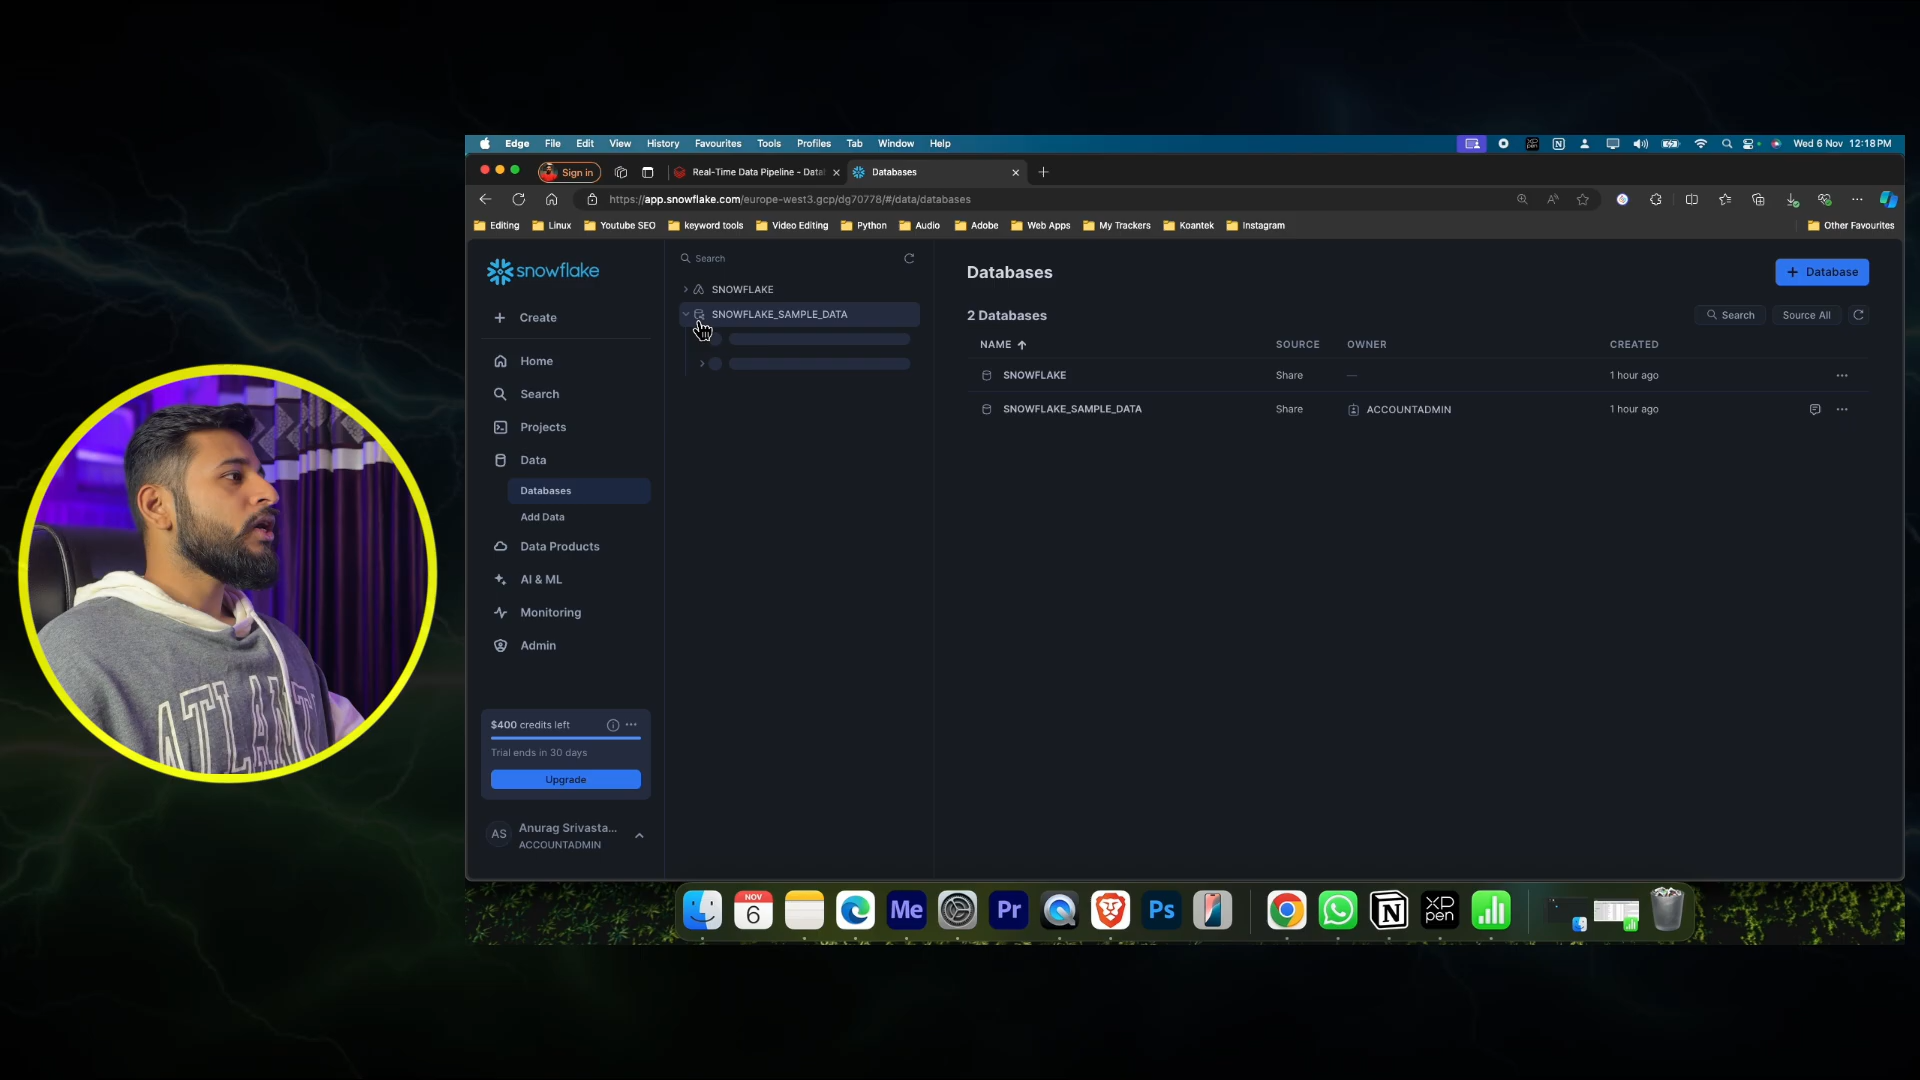 Edge File Edit View History Favourites Tools Profiles Tab Window Help
Wed 6 Nov 12:18 PM
Sign in
Real-Time Data Pipeline - Datal
Databases
https://app.snowflake.com/europe-west3.gcp/dg70778/#/data/databases
Editing Linux Youtube SEO keyword tools Video Editing Python Audio Adobe Web Apps My Trackers Koantek Instagram Other Favourites
snowflake
Create
Home
Search
Projects
Data
Databases
Add Data
Data Products
AI & ML
Monitoring
Admin
$400 credits left
Trial ends in 30 days
Upgrade
AS
Anurag Srivasta...
ACCOUNTADMIN
Search
SNOWFLAKE
SNOWFLAKE_SAMPLE_DATA
Databases
+ Database
2 Databases
Search
Source All
NAME SOURCE OWNER CREATED
SNOWFLAKE Share — 1 hour ago
SNOWFLAKE_SAMPLE_DATA Share ACCOUNTADMIN 1 hour ago
ATLANT
NOV
6
Me
Pr
Ps
N
XP
pen